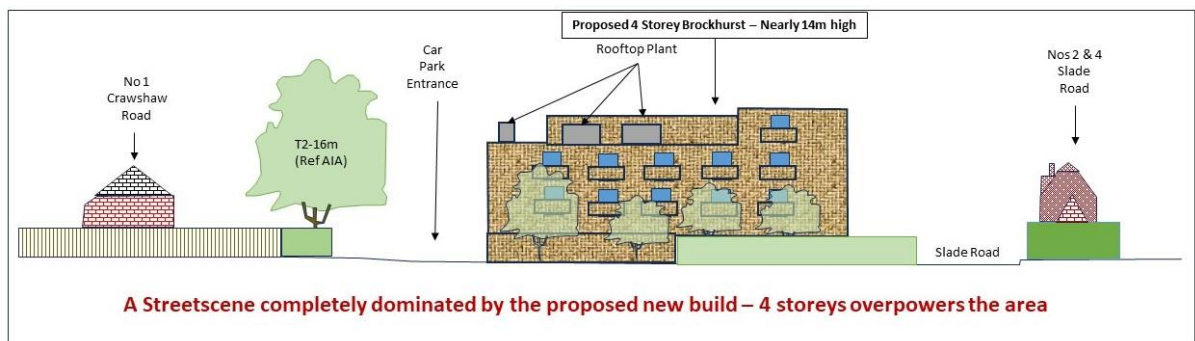 Proposed 4 Storey Brockhurst – Nearly 14m high
Rooftop Plant
Car
Park
Entrance
No 1
Crawshaw
Road
T2-16m
(Ref AIA)
Nos 2 & 4
Slade
Road
Slade Road
A Streetscene completely dominated by the proposed new build – 4 storeys overpowers the area